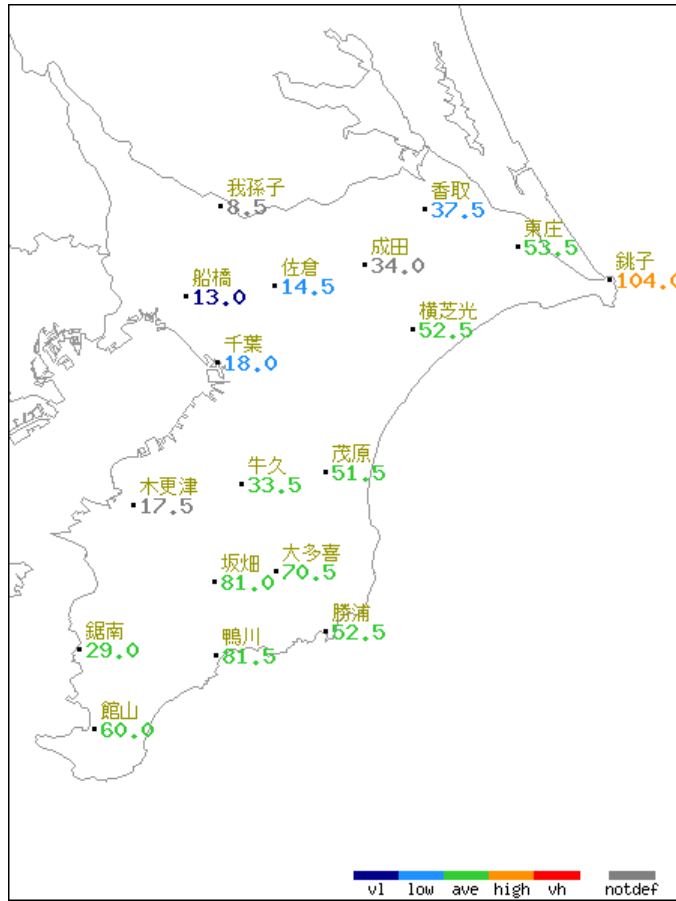 我孫子
8.5
香取
37.5
東庄
53.5
成田
34.0
銚子
104.0
船橋
13.0
佐倉
14.5
横芝光
52.5
千葉
18.0
茂原
51.5
牛久
33.5
木更津
17.5
大多喜
70.5
坂畑
81.0
勝浦
52.5
鋸南
29.0
鴨川
81.5
館山
60.0
vl low ave high vh notdef